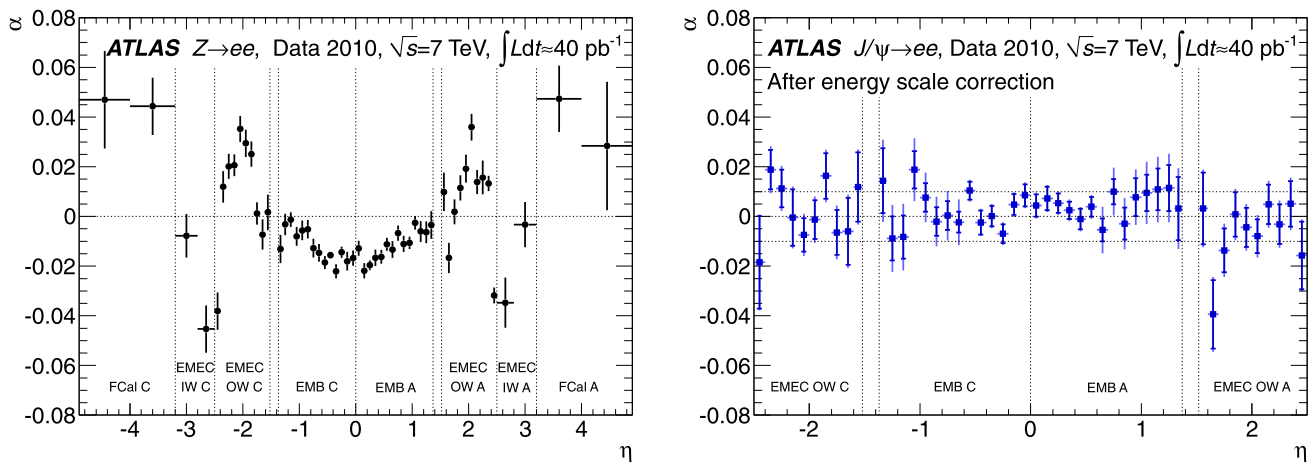 α
0.08
0.06
0.04
0.02
0
-0.02
-0.04
-0.06
-0.08
ATLAS Z→ee, Data 2010, √s=7 TeV, ∫Ldt≈40 pb⁻¹
EMEC EMEC EMEC EMEC
FCal C IW C OW C EMB C EMB A OW A IW A FCal A
-4 -3 -2 -1 0 1 2 3 4
η
α
0.08
0.06
0.04
0.02
0
-0.02
-0.04
-0.06
-0.08
ATLAS J/ψ→ee, Data 2010, √s=7 TeV, ∫Ldt≈40 pb⁻¹
After energy scale correction
EMEC OW C EMB C EMB A EMEC OW A
-2 -1 0 1 2
η